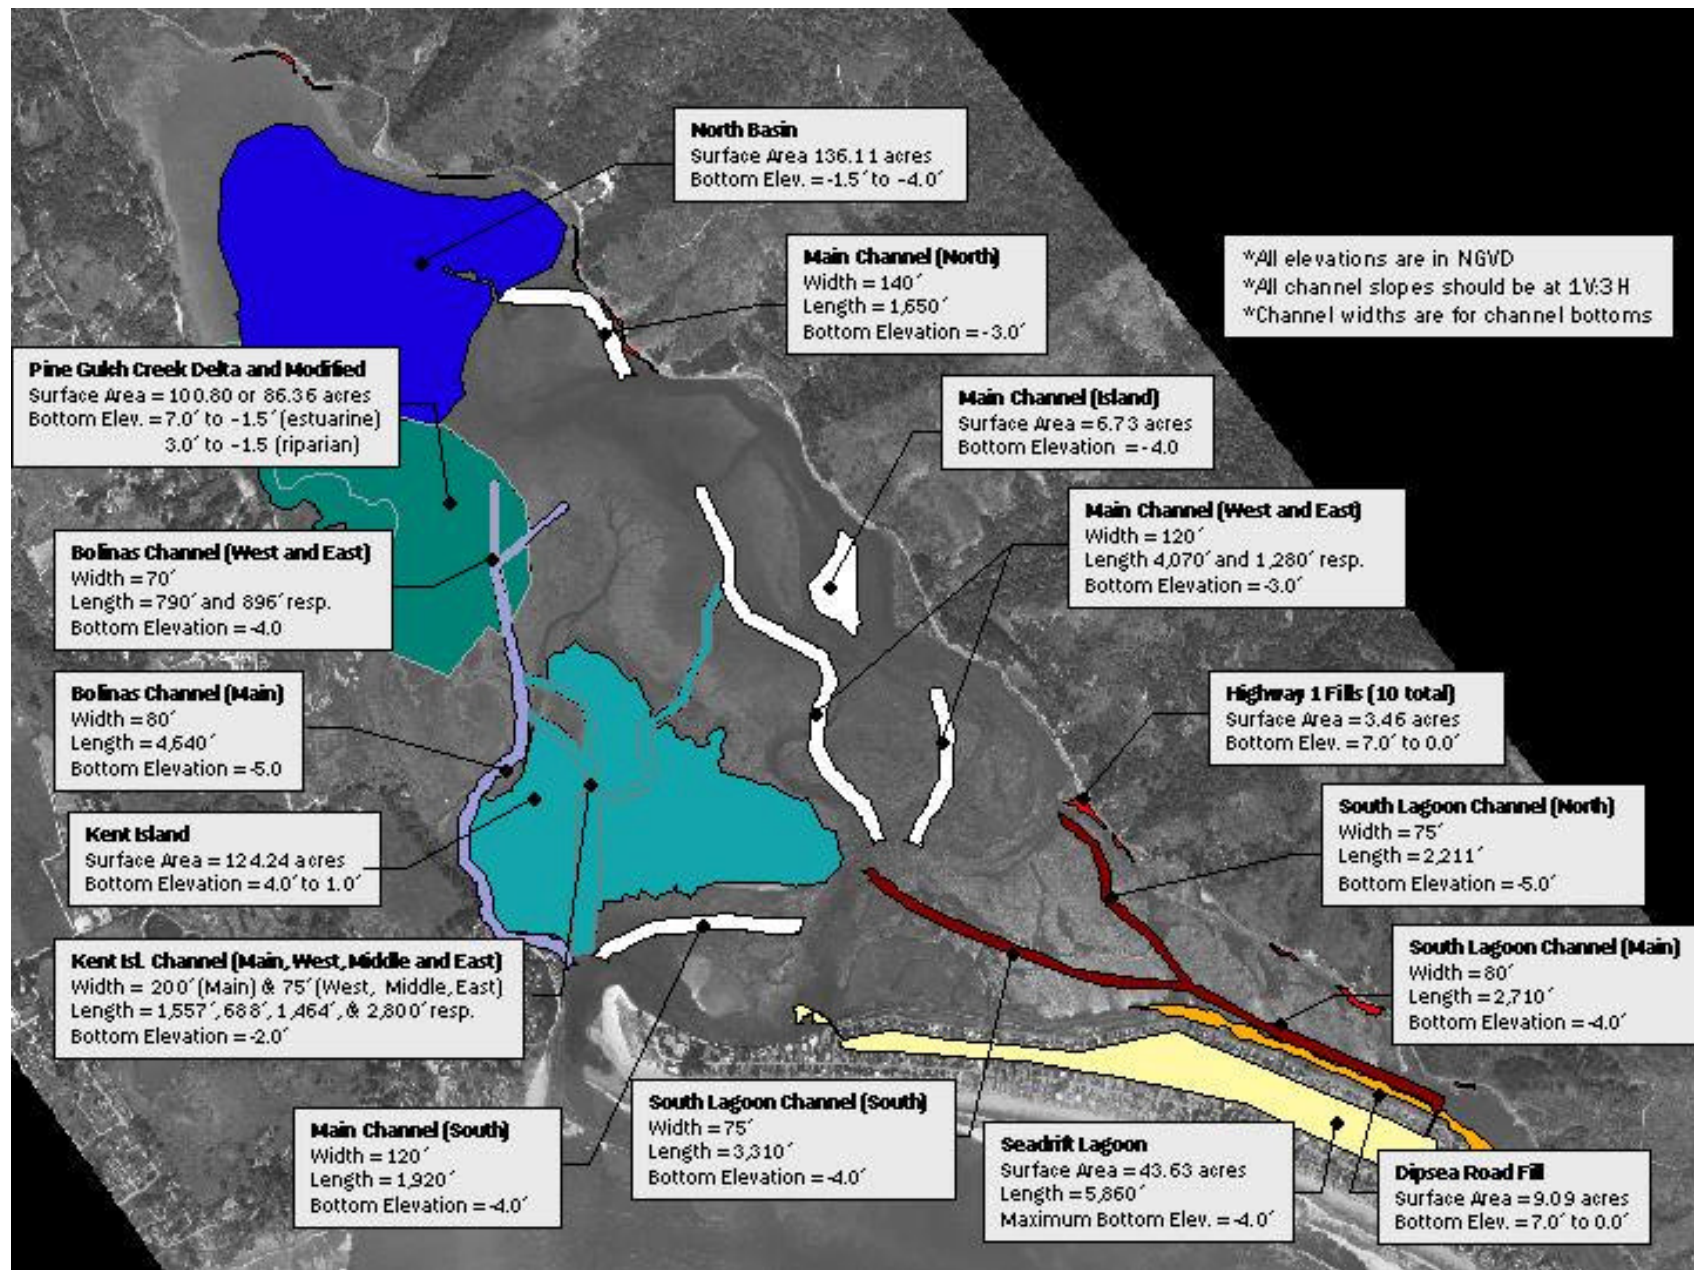 North Basin
Surface Area 136.11 acres
Bottom Elev. = -1.5´ to -4.0´
Main Channel (North)
Width = 140´
Length = 1,650´
Bottom Elevation = -3.0´
*All elevations are in NGVD
*All channel slopes should be at 1V:3H
*Channel widths are for channel bottoms
Pine Gulch Creek Delta and Modified
Surface Area = 100.80 or 86.36 acres
Bottom Elev. = 7.0´ to -1.5´ (estuarine)
3.0´ to -1.5 (riparian)
Main Channel (Island)
Surface Area = 6.73 acres
Bottom Elevation = -4.0
Main Channel (West and East)
Width = 120´
Length 4,070´ and 1,280´ resp.
Bottom Elevation = -3.0´
Bolinas Channel (West and East)
Width = 70´
Length = 790´ and 896´ resp.
Bottom Elevation = -4.0
Bolinas Channel (Main)
Width = 80´
Length = 4,640´
Bottom Elevation = -5.0
Highway 1 Fills (10 total)
Surface Area = 3.46 acres
Bottom Elev. = 7.0´ to 0.0´
South Lagoon Channel (North)
Width = 75´
Length = 2,211´
Bottom Elevation = -5.0´
Kent Island
Surface Area = 124.24 acres
Bottom Elevation = 4.0´ to 1.0´
South Lagoon Channel (Main)
Width = 80´
Length = 2,710´
Bottom Elevation = -4.0´
Kent Isl. Channel (Main, West, Middle and East)
Width = 200´ (Main) & 75´ (West, Middle, East)
Length = 1,557´, 688´, 1,464´, & 2,800´ resp.
Bottom Elevation = -2.0´
Main Channel (South)
Width = 120´
Length = 1,920´
Bottom Elevation = -4.0´
South Lagoon Channel (South)
Width = 75´
Length = 3,310´
Bottom Elevation = -4.0´
Seadrift Lagoon
Surface Area = 43.63 acres
Length = 5,860´
Maximum Bottom Elev. = -4.0´
Dipsea Road Fill
Surface Area = 9.09 acres
Bottom Elev. = 7.0´ to 0.0´